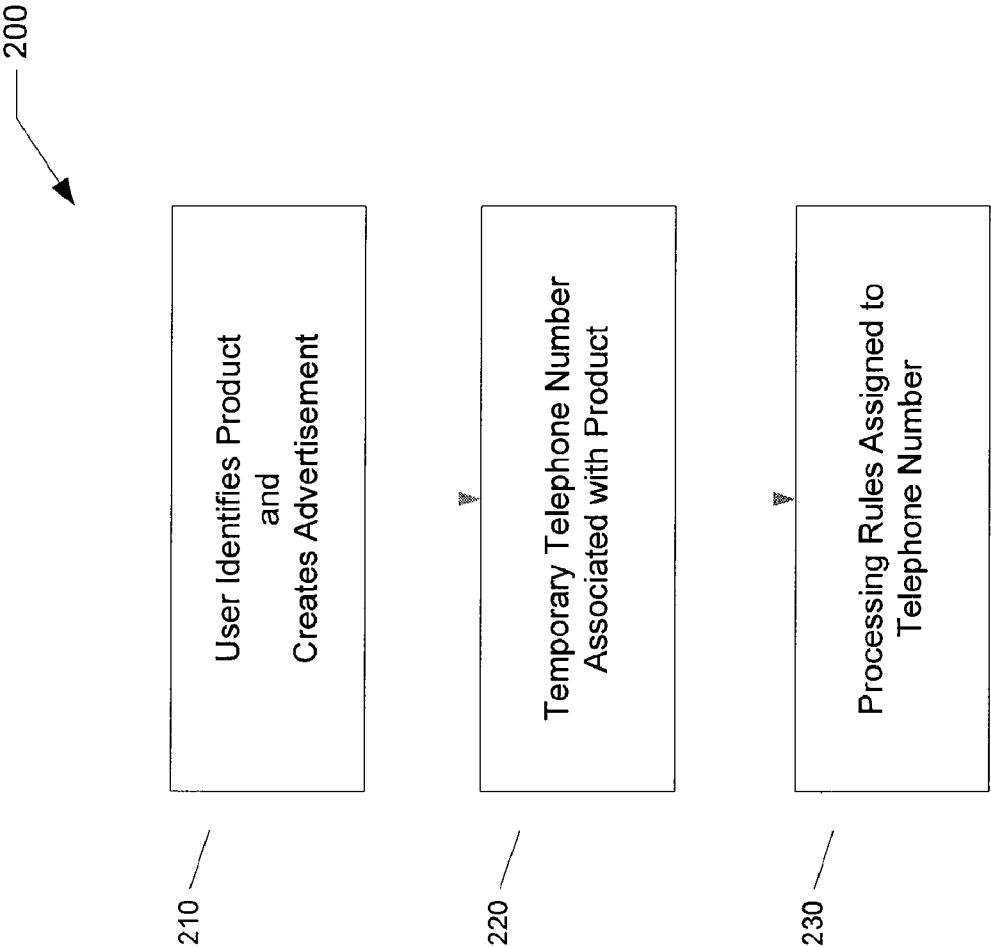 200
210
User Identifies Product
and
Creates Advertisement
220
Temporary Telephone Number
Associated with Product
230
Processing Rules Assigned to
Telephone Number